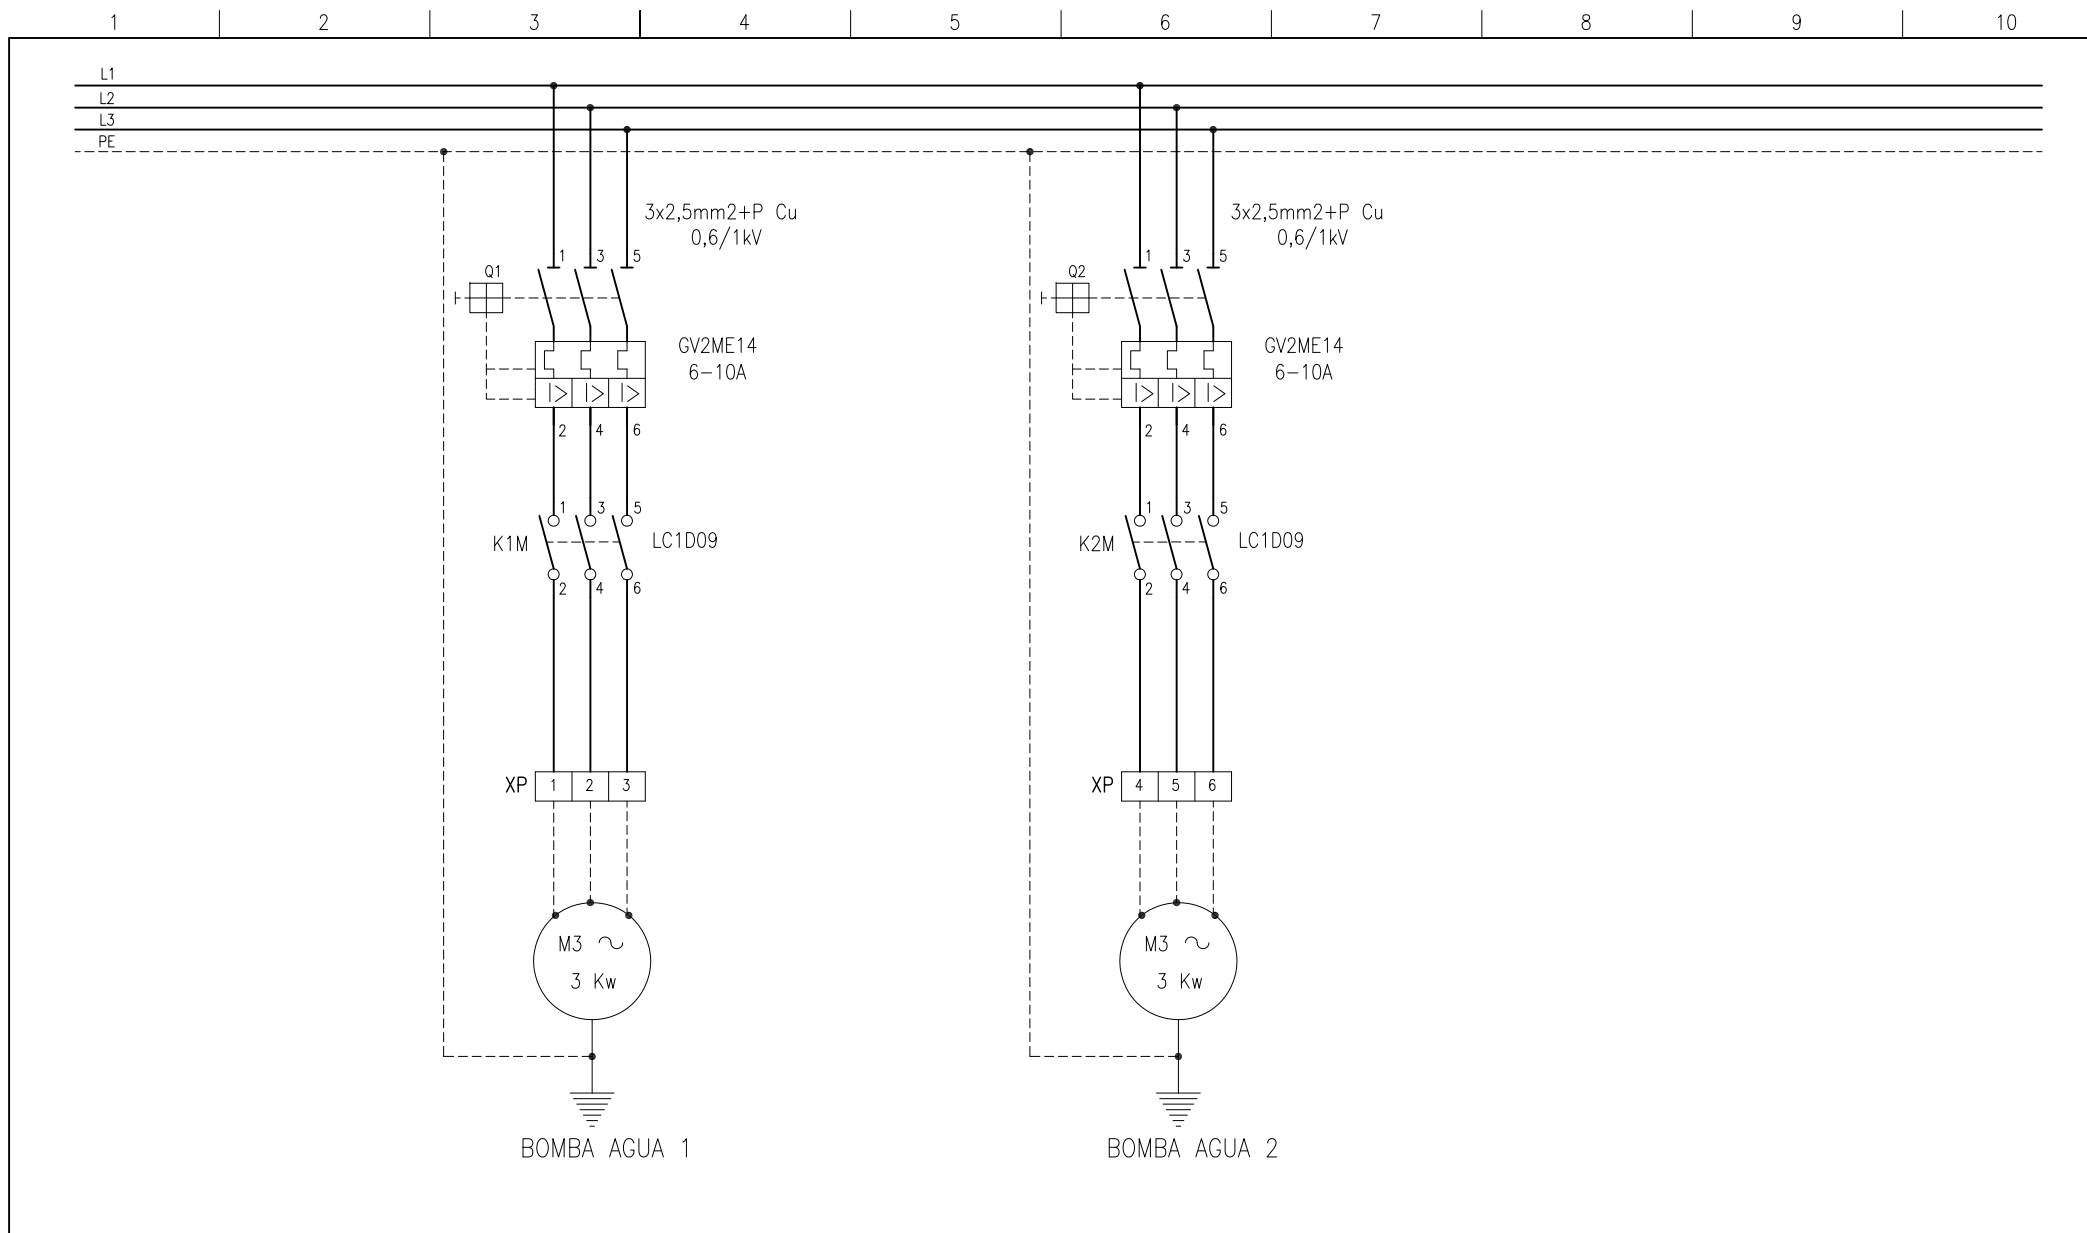 1 2 3 4 5 6 7 8 9 10
L1
L2
L3
PE
3x2,5mm2+P Cu
0,6/1kV
1 3 5
Q1
GV2ME14
6-10A
I> I> I>
2 4 6
1 3 5
K1M
LC1D09
2 4 6
XP 1 2 3
M3 ~
3 Kw
BOMBA AGUA 1
3x2,5mm2+P Cu
0,6/1kV
1 3 5
Q2
GV2ME14
6-10A
I> I> I>
2 4 6
1 3 5
K2M
LC1D09
2 4 6
XP 4 5 6
M3 ~
3 Kw
BOMBA AGUA 2